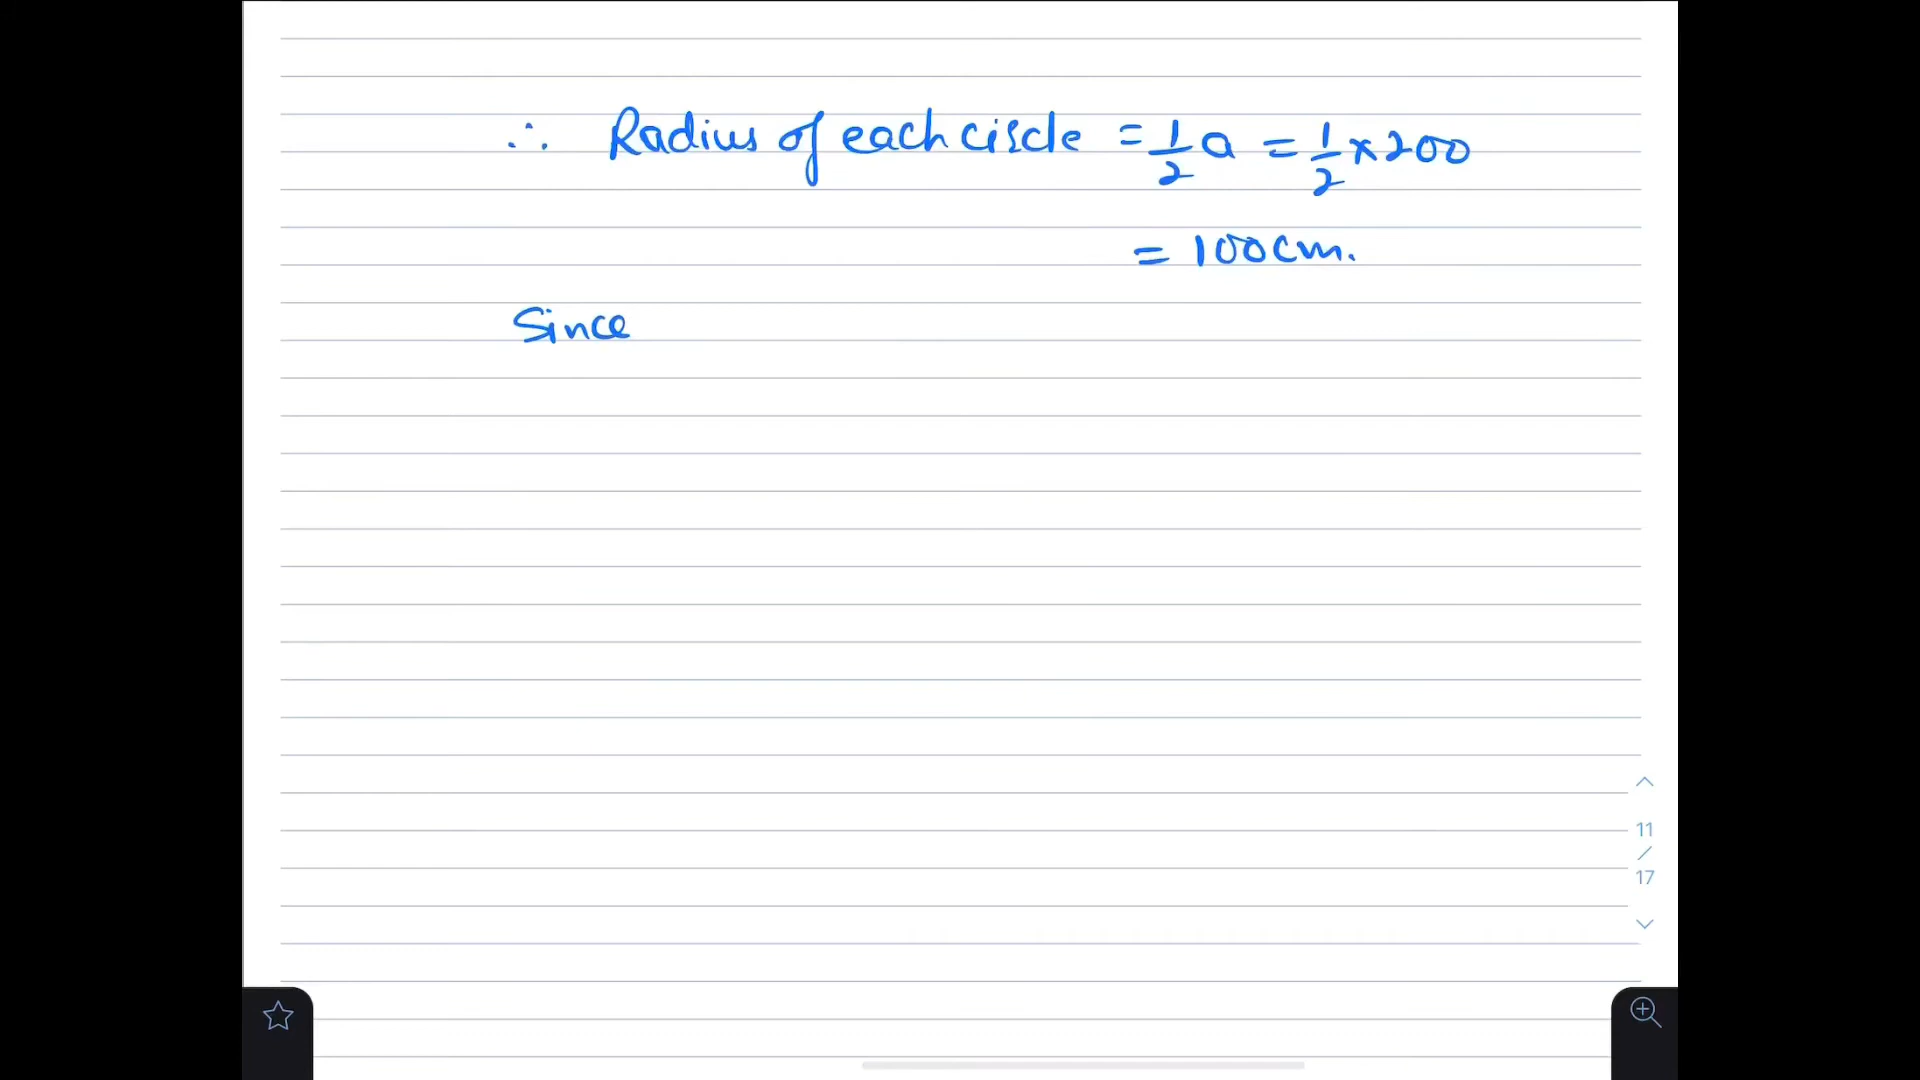 ∴ Radius of each circle = 1/2 a = 1/2 × 200
= 100 cm.
Since
11
/
17